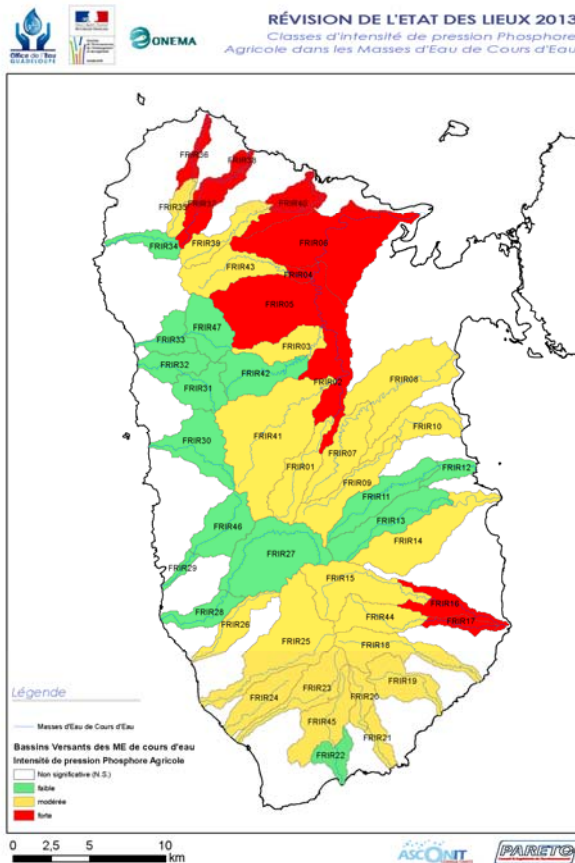 Office de l'Eau
GUADELOUPE
ONEMA
RÉVISION DE L'ETAT DES LIEUX 2013
Classes d'intensité de pression Phosphore
Agricole dans les Masses d'Eau de Cours d'Eau
FRIR36
FRIR38
FRIR35
FRIR40
FRIR34
FRIR39
FRIR06
FRIR43
FRIR04
FRIR05
FRIR47
FRIR33
FRIR03
FRIR32
FRIR42
FRIR31
FRIR02
FRIR08
FRIR30
FRIR41
FRIR10
FRIR07
FRIR01
FRIR09
FRIR12
FRIR11
FRIR46
FRIR13
FRIR14
FRIR27
FRIR29
FRIR15
FRIR28
FRIR16
FRIR26
FRIR44
FRIR17
FRIR25
FRIR18
FRIR19
FRIR23
FRIR24
FRIR20
FRIR45
FRIR21
FRIR22
Légende
Masses d'Eau de Cours d'Eau
Bassins Versants des ME de cours d'eau
Intensité de pression Phosphore Agricole
Non significative (N.S.)
faible
modérée
forte
0 2,5 5 10
km
ASCONIT
PARETO